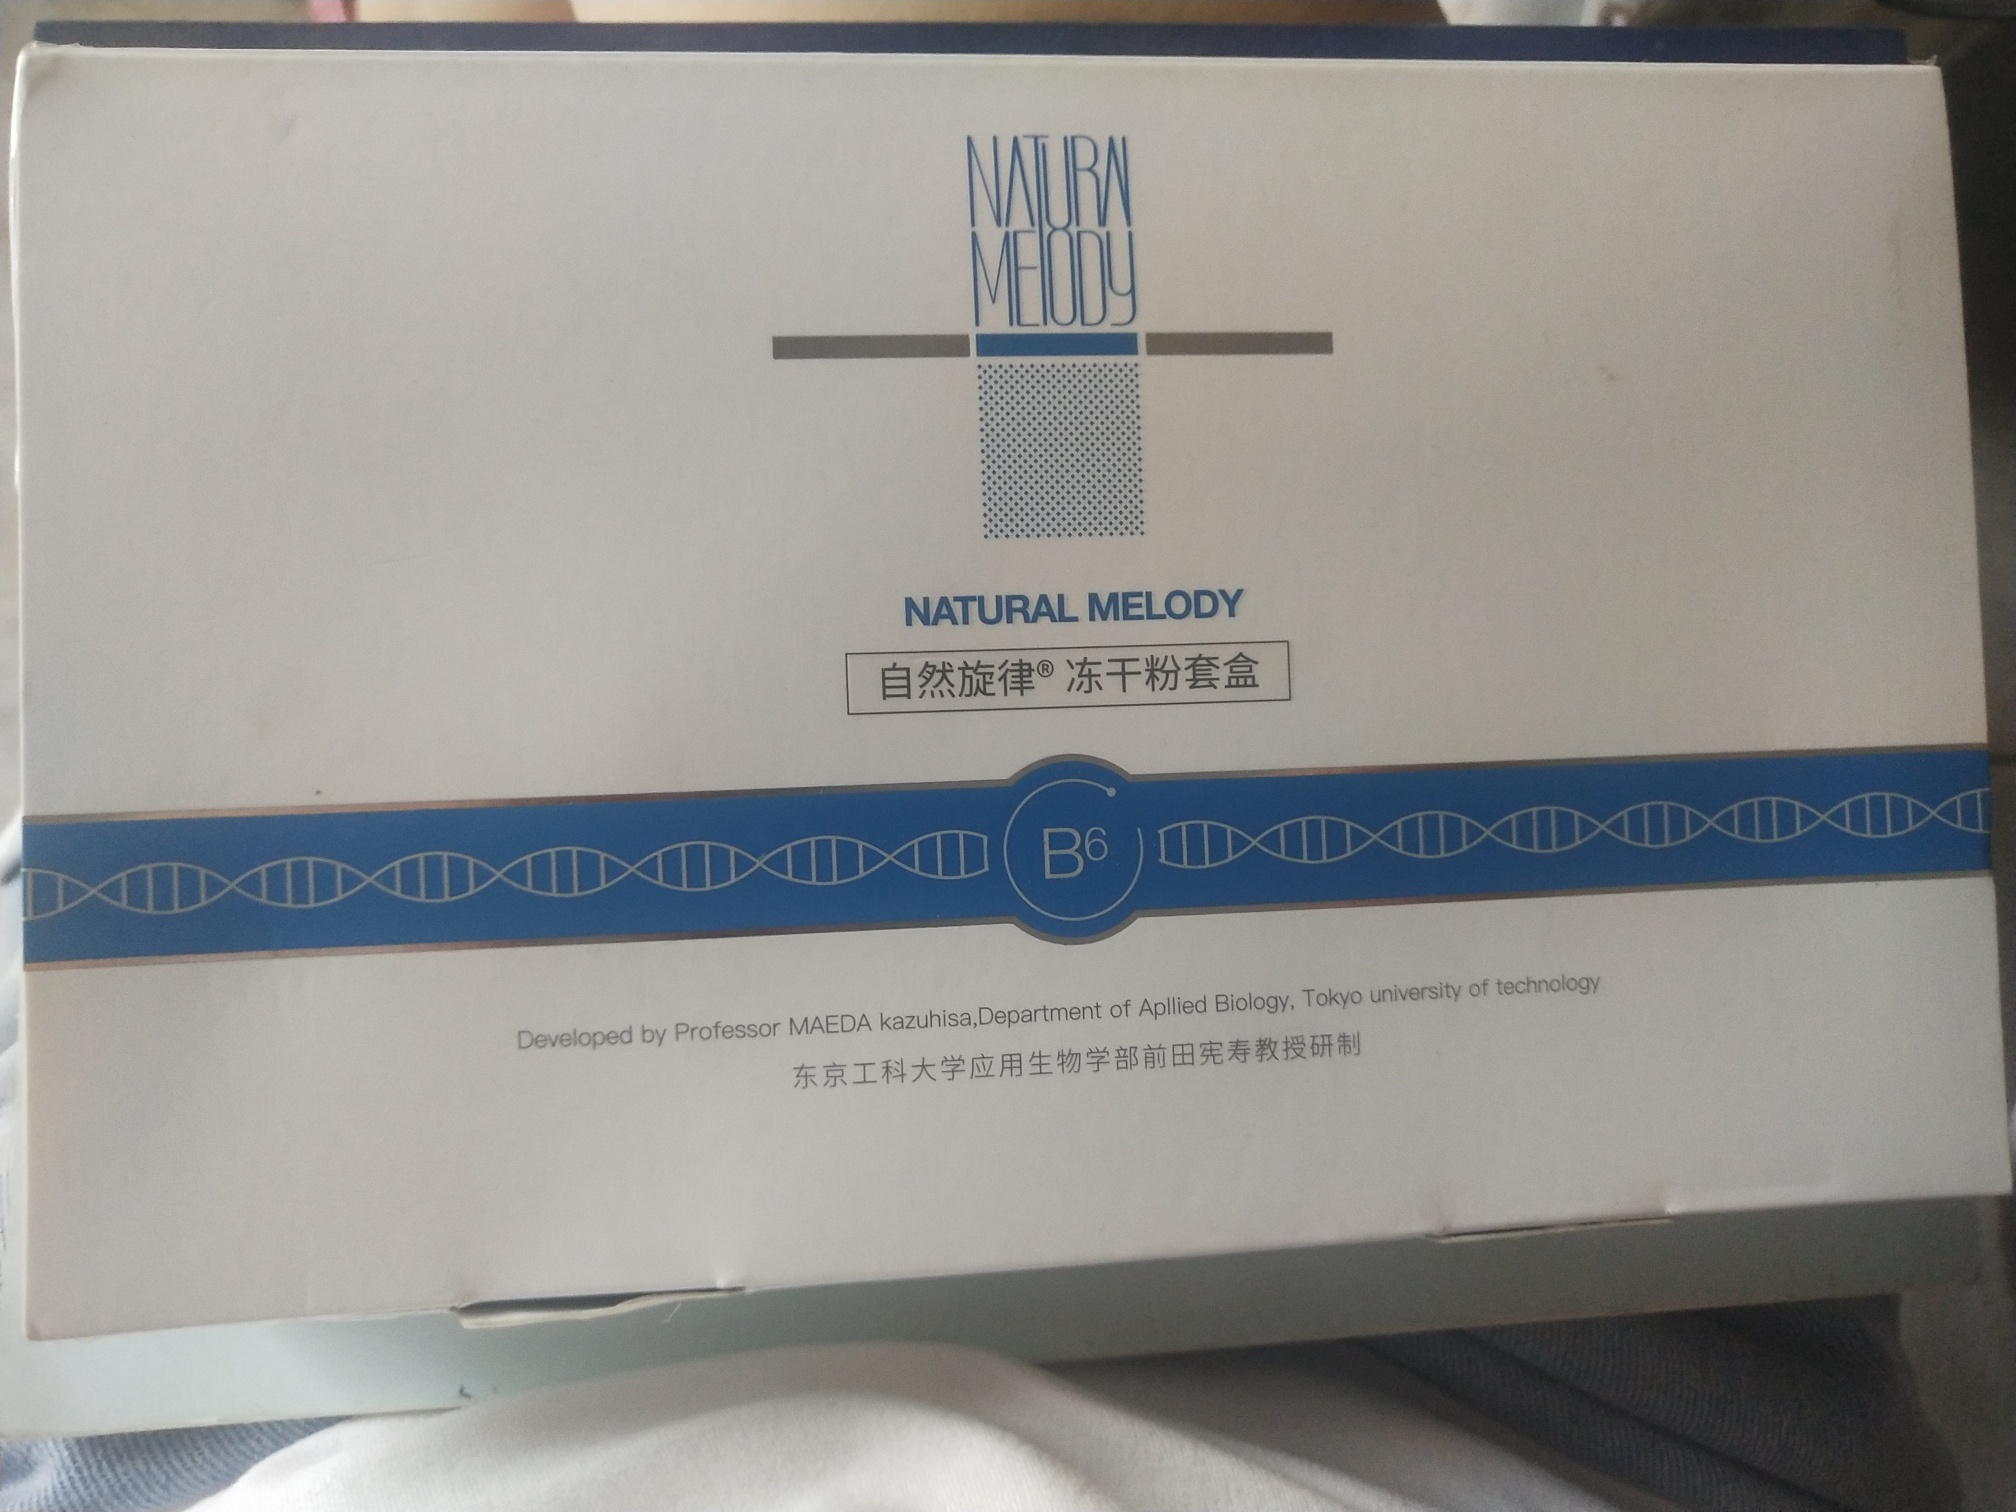 NATURAL
MELODY
NATURAL MELODY
自然旋律® 冻干粉套盒
B6
Developed by Professor MAEDA kazuhisa,Department of Apllied Biology, Tokyo university of technology
东京工科大学应用生物学部前田宪寿教授研制